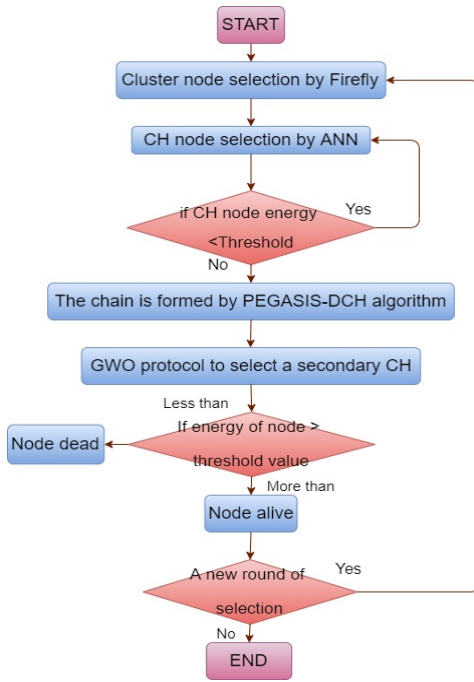 START
Cluster node selection by Firefly
CH node selection by ANN
if CH node energy
<Threshold
Yes
No
The chain is formed by PEGASIS-DCH algorithm
GWO protocol to select a secondary CH
Less than
If energy of node >
threshold value
Node dead
More than
Node alive
A new round of
selection
Yes
No
END